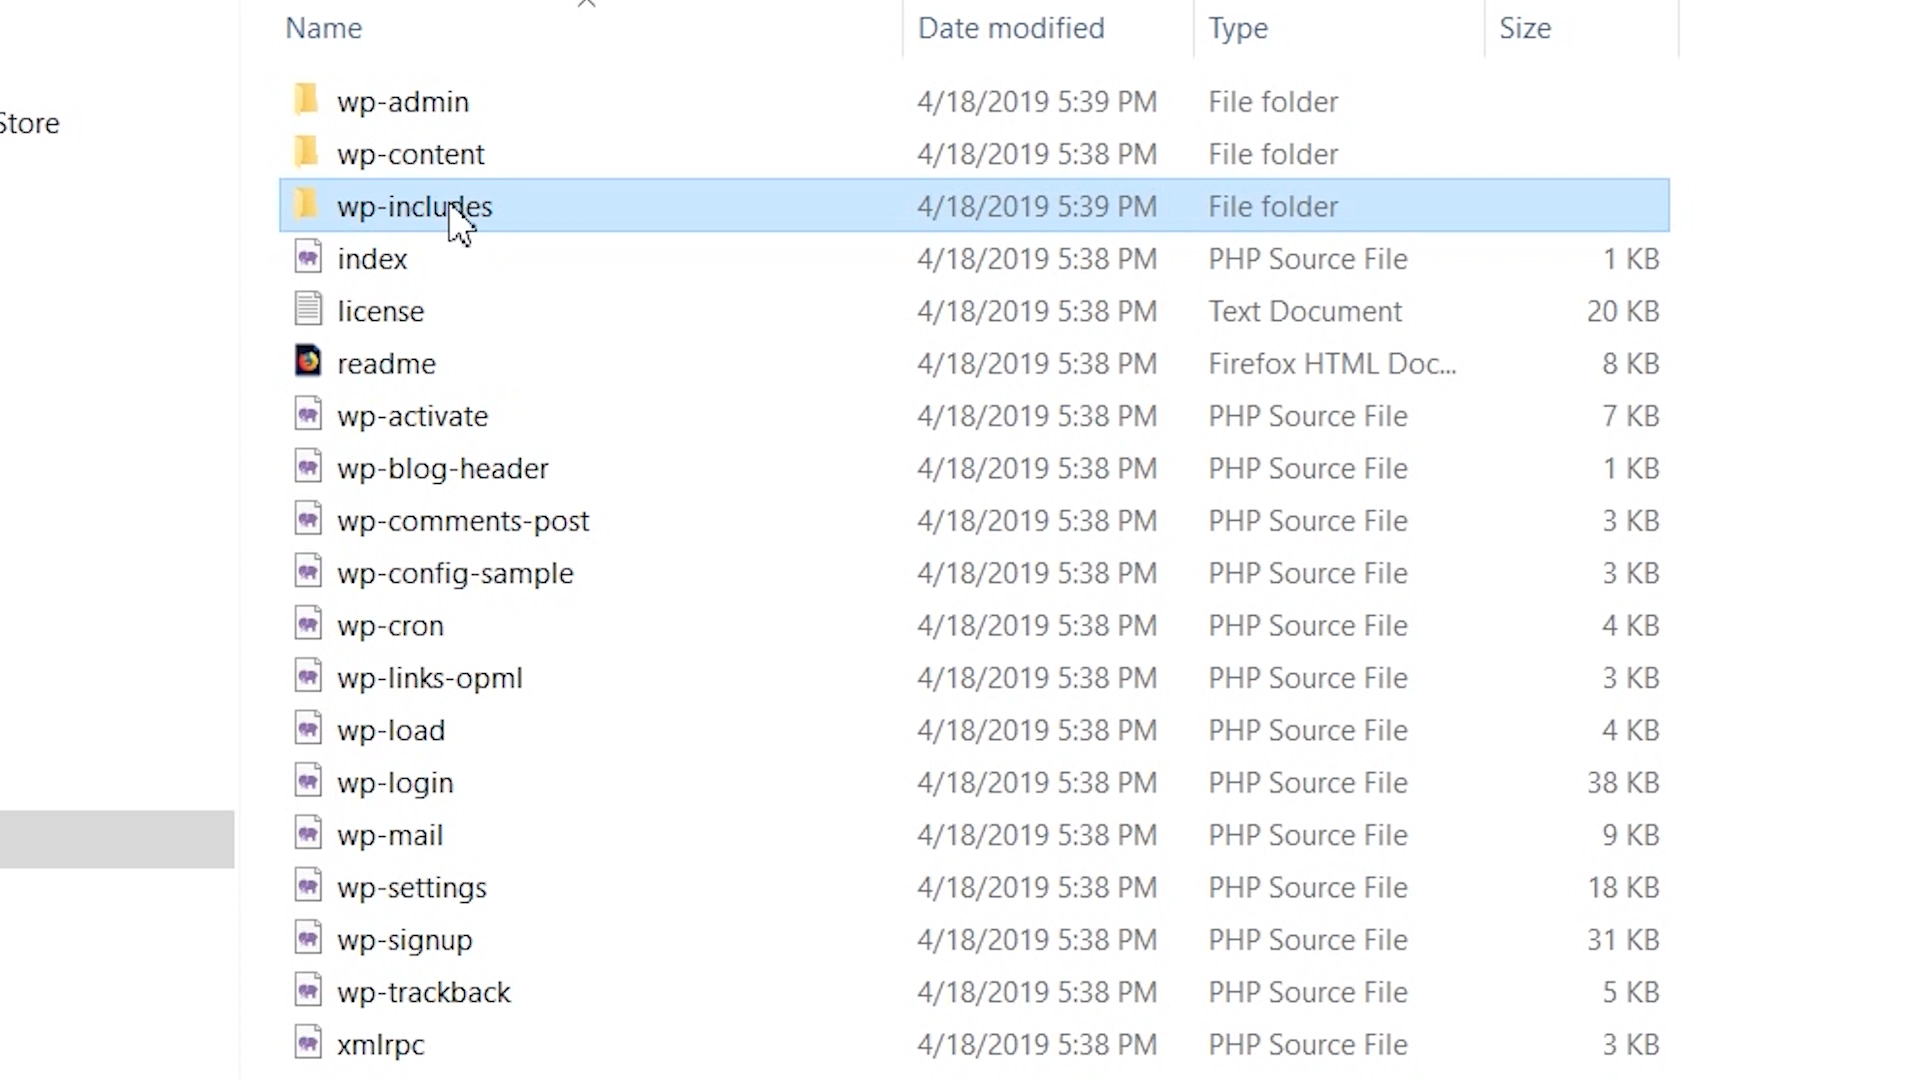 Name Date modified Type Size
Store
wp-admin 4/18/2019 5:39 PM File folder
wp-content 4/18/2019 5:38 PM File folder
wp-includes 4/18/2019 5:39 PM File folder
index 4/18/2019 5:38 PM PHP Source File 1 KB
license 4/18/2019 5:38 PM Text Document 20 KB
readme 4/18/2019 5:38 PM Firefox HTML Doc... 8 KB
wp-activate 4/18/2019 5:38 PM PHP Source File 7 KB
wp-blog-header 4/18/2019 5:38 PM PHP Source File 1 KB
wp-comments-post 4/18/2019 5:38 PM PHP Source File 3 KB
wp-config-sample 4/18/2019 5:38 PM PHP Source File 3 KB
wp-cron 4/18/2019 5:38 PM PHP Source File 4 KB
wp-links-opml 4/18/2019 5:38 PM PHP Source File 3 KB
wp-load 4/18/2019 5:38 PM PHP Source File 4 KB
wp-login 4/18/2019 5:38 PM PHP Source File 38 KB
wp-mail 4/18/2019 5:38 PM PHP Source File 9 KB
wp-settings 4/18/2019 5:38 PM PHP Source File 18 KB
wp-signup 4/18/2019 5:38 PM PHP Source File 31 KB
wp-trackback 4/18/2019 5:38 PM PHP Source File 5 KB
xmlrpc 4/18/2019 5:38 PM PHP Source File 3 KB